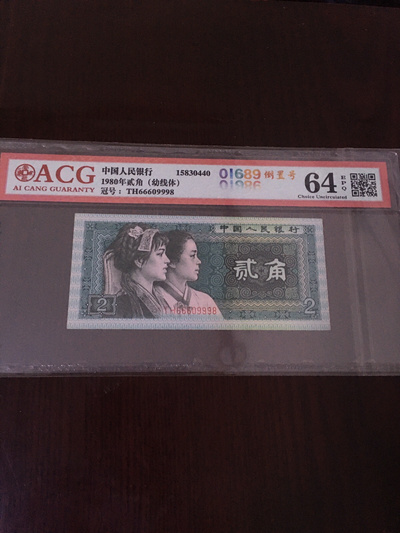 ACG
AI CANG GUARANTY
中国人民银行 15830440
1980年贰角（幼线体）
冠号：TH66609998
01689 倒置号
01986
64 EPQ
Choice Uncirculated
中国人民银行
贰角
2 2
TH66609998